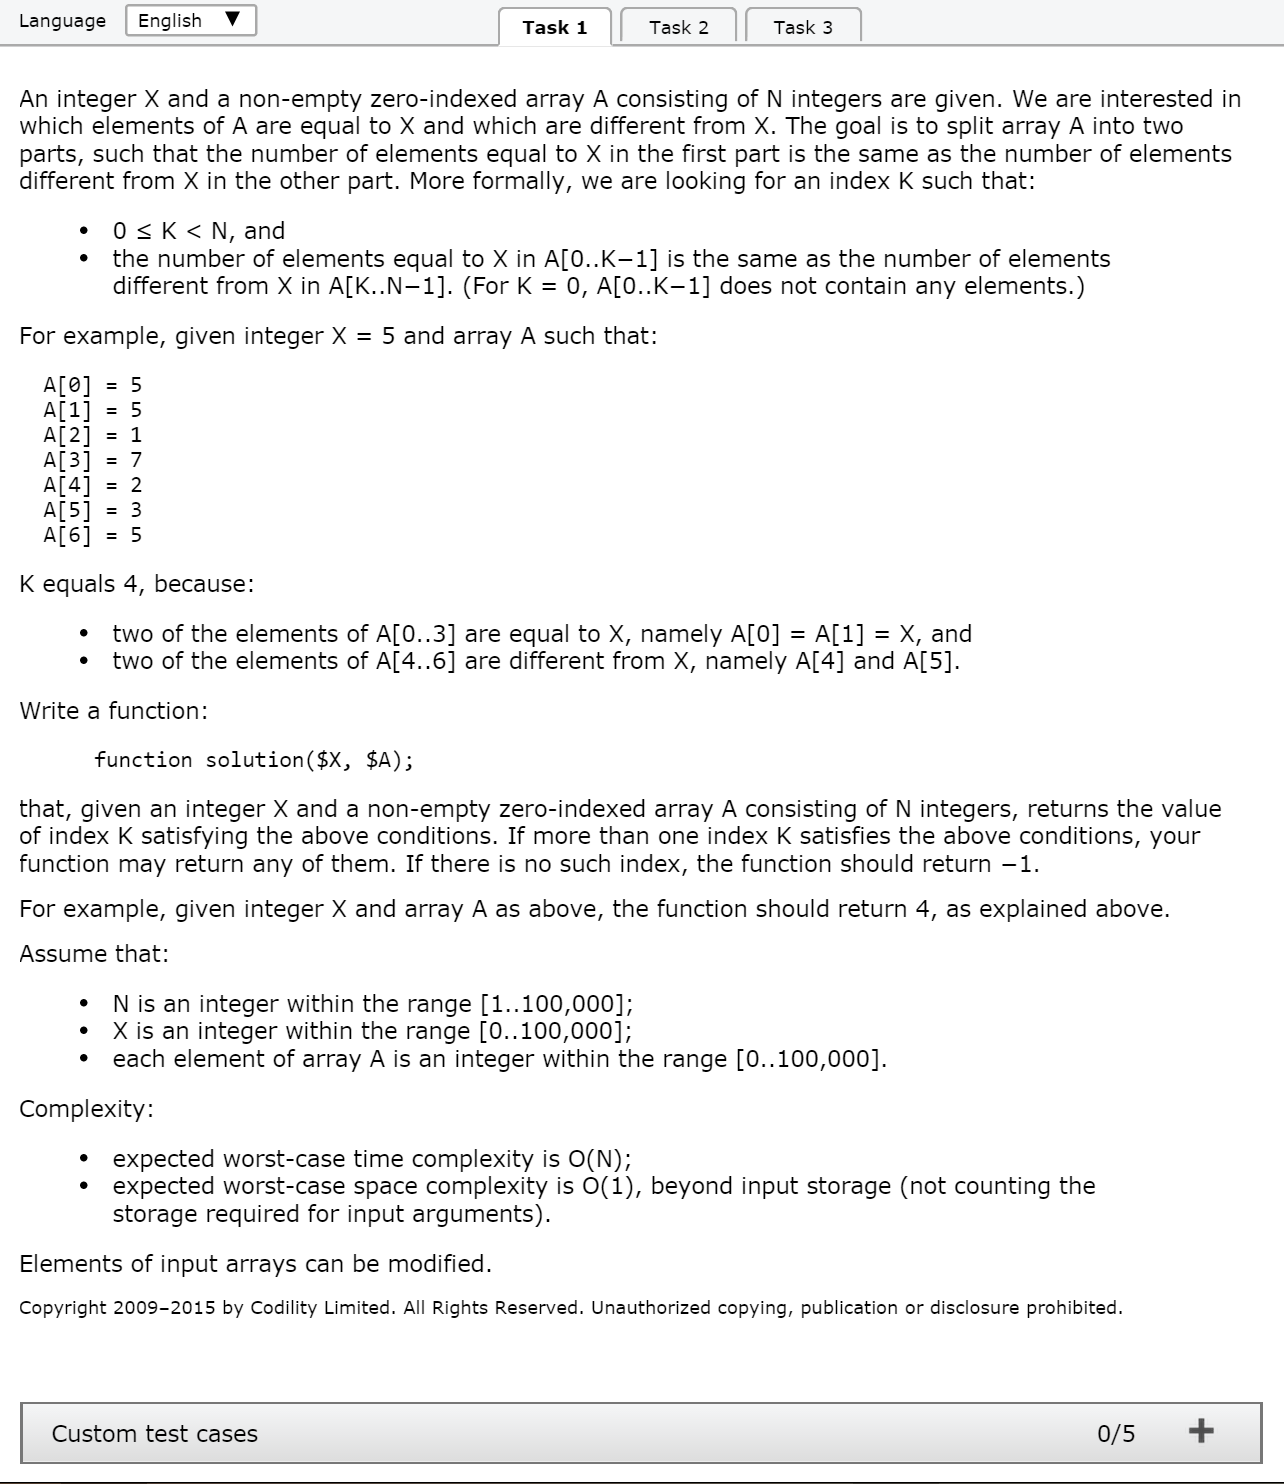 Language English ▼ Task 1 Task 2 Task 3
An integer X and a non-empty zero-indexed array A consisting of N integers are given. We are interested in
which elements of A are equal to X and which are different from X. The goal is to split array A into two
parts, such that the number of elements equal to X in the first part is the same as the number of elements
different from X in the other part. More formally, we are looking for an index K such that:
• 0 ≤ K < N, and
• the number of elements equal to X in A[0..K−1] is the same as the number of elements
different from X in A[K..N−1]. (For K = 0, A[0..K−1] does not contain any elements.)
For example, given integer X = 5 and array A such that:
A[0] = 5
A[1] = 5
A[2] = 1
A[3] = 7
A[4] = 2
A[5] = 3
A[6] = 5
K equals 4, because:
• two of the elements of A[0..3] are equal to X, namely A[0] = A[1] = X, and
• two of the elements of A[4..6] are different from X, namely A[4] and A[5].
Write a function:
function solution($X, $A);
that, given an integer X and a non-empty zero-indexed array A consisting of N integers, returns the value
of index K satisfying the above conditions. If more than one index K satisfies the above conditions, your
function may return any of them. If there is no such index, the function should return −1.
For example, given integer X and array A as above, the function should return 4, as explained above.
Assume that:
• N is an integer within the range [1..100,000];
• X is an integer within the range [0..100,000];
• each element of array A is an integer within the range [0..100,000].
Complexity:
• expected worst-case time complexity is O(N);
• expected worst-case space complexity is O(1), beyond input storage (not counting the
storage required for input arguments).
Elements of input arrays can be modified.
Copyright 2009–2015 by Codility Limited. All Rights Reserved. Unauthorized copying, publication or disclosure prohibited.
Custom test cases 0/5 +